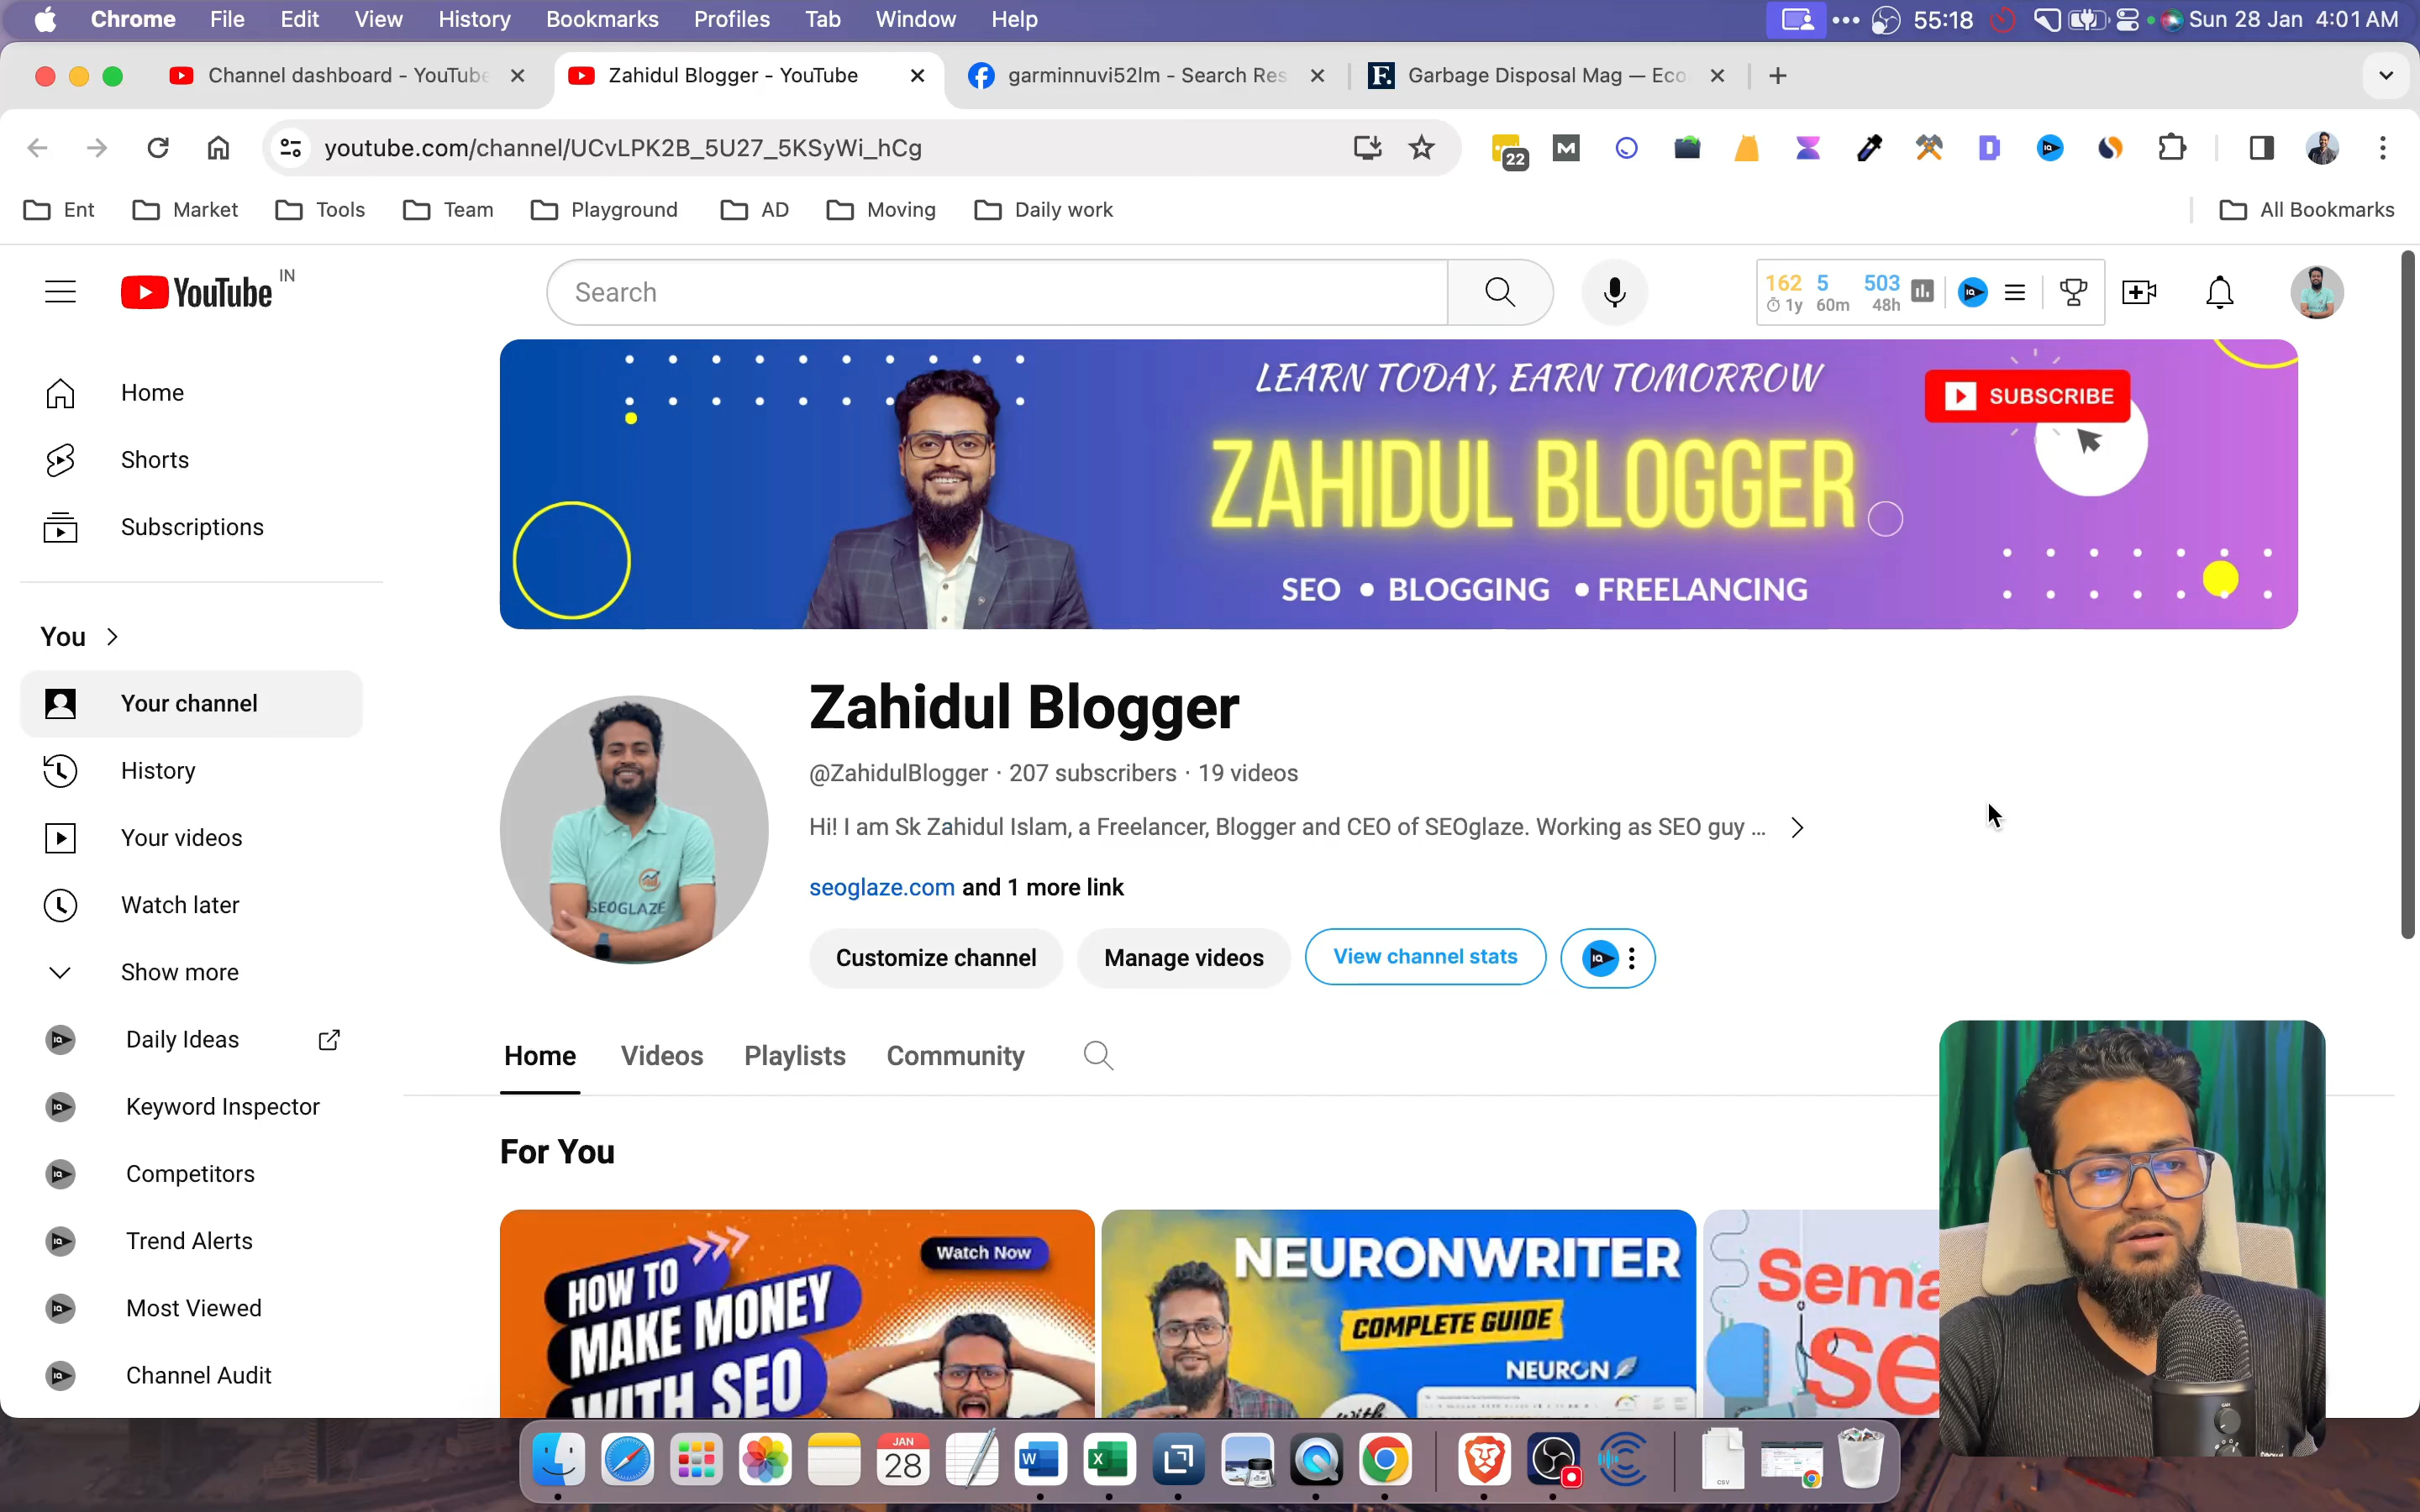 Chrome File Edit View History Bookmarks Profiles Tab Window Help 55:18 Sun 28 Jan 4:01 AM
Channel dashboard - YouTube Zahidul Blogger - YouTube garminnuvi52lm - Search Res Garbage Disposal Mag — Eco
youtube.com/channel/UCvLPK2B_5U27_5KSyWi_hCg 22
Ent Market Tools Team Playground AD Moving Daily work All Bookmarks
YouTube IN
Search
162 5 503
1y 60m 48h
Home
Shorts
Subscriptions
You
Your channel
History
Your videos
Watch later
Show more
Daily Ideas
Keyword Inspector
Competitors
Trend Alerts
Most Viewed
Channel Audit
LEARN TODAY, EARN TOMORROW
SUBSCRIBE
ZAHIDUL BLOGGER
SEO • BLOGGING • FREELANCING
SEOGLAZE
Zahidul Blogger
@ZahidulBlogger · 207 subscribers · 19 videos
Hi! I am Sk Zahidul Islam, a Freelancer, Blogger and CEO of SEOglaze. Working as SEO guy ...
seoglaze.com and 1 more link
Customize channel Manage videos View channel stats
Home Videos Playlists Community
For You
Watch Now
HOW TO
MAKE MONEY
WITH SEO
NEURONWRITER
COMPLETE GUIDE
NEURON
with
Sema
Se
JAN
28